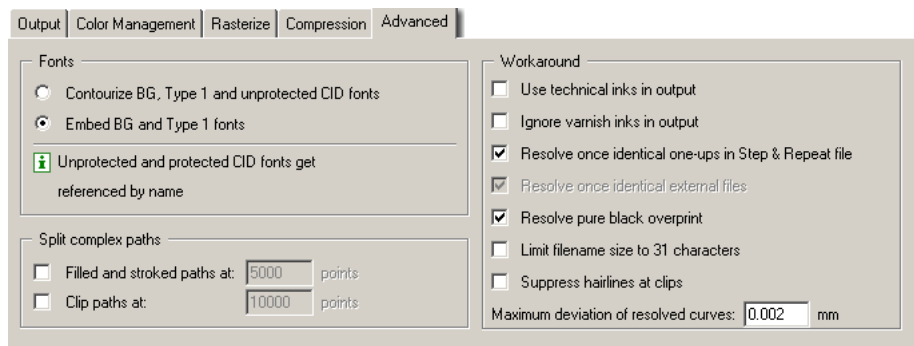 Output Color Management Rasterize Compression Advanced
Fonts
Contourize BG, Type 1 and unprotected CID fonts
Embed BG and Type 1 fonts
Unprotected and protected CID fonts get
referenced by name
Split complex paths
Filled and stroked paths at: 5000 points
Clip paths at: 10000 points
Workaround
Use technical inks in output
Ignore varnish inks in output
Resolve once identical one-ups in Step & Repeat file
Resolve once identical external files
Resolve pure black overprint
Limit filename size to 31 characters
Suppress hairlines at clips
Maximum deviation of resolved curves: 0.002 mm